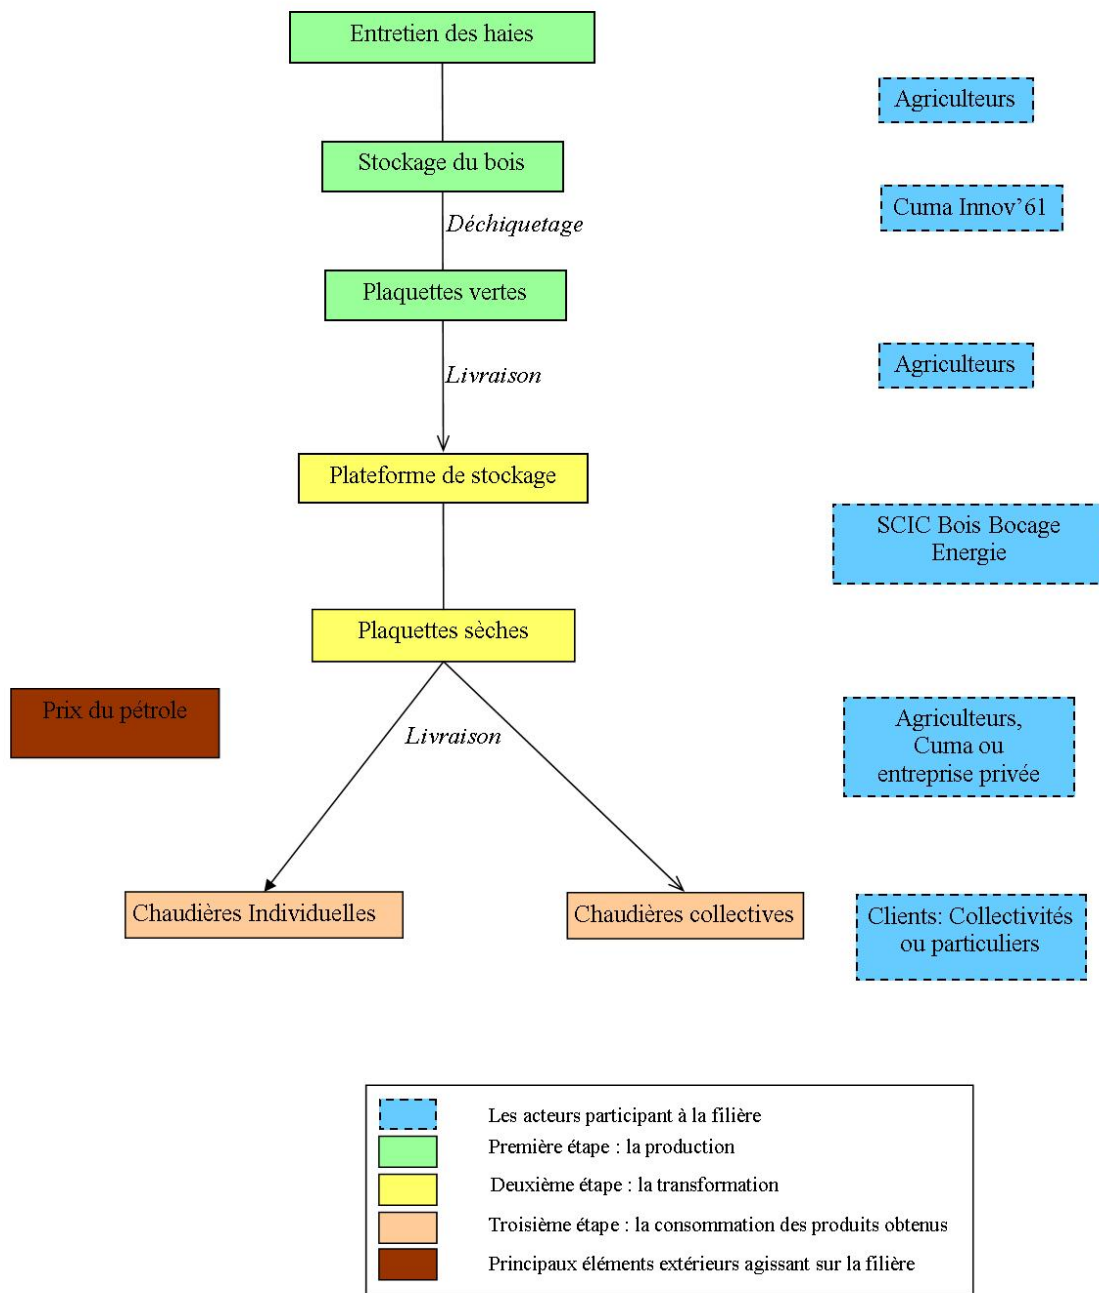 Entretien des haies
Agriculteurs
Stockage du bois
Cuma Innov’61
Déchiquetage
Plaquettes vertes
Livraison
Agriculteurs
Plateforme de stockage
SCIC Bois Bocage
Energie
Plaquettes sèches
Prix du pétrole
Livraison
Agriculteurs,
Cuma ou
entreprise privée
Chaudières Individuelles
Chaudières collectives
Clients: Collectivités
ou particuliers
Les acteurs participant à la filière
Première étape : la production
Deuxième étape : la transformation
Troisième étape : la consommation des produits obtenus
Principaux éléments extérieurs agissant sur la filière